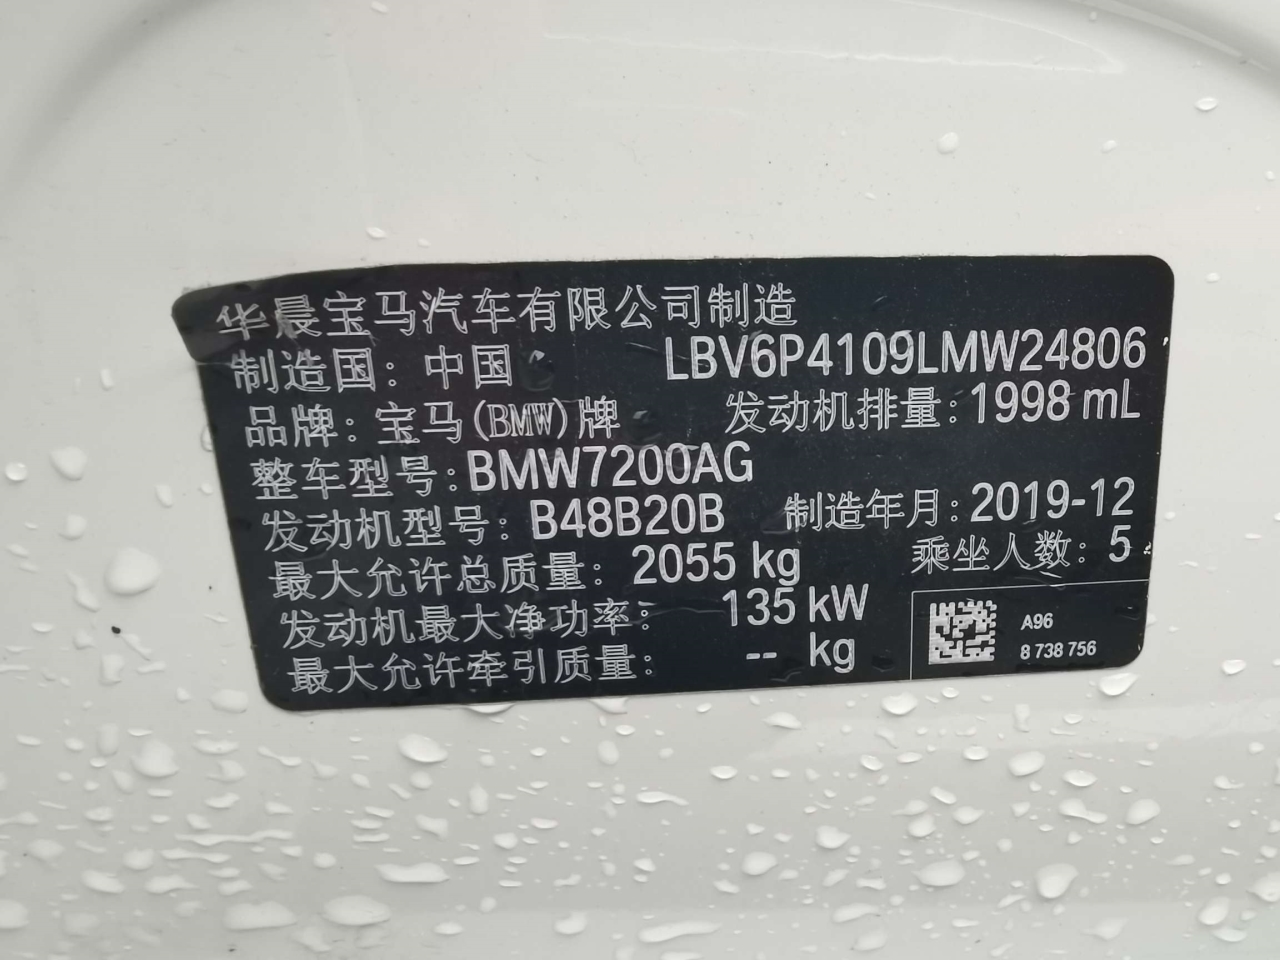 华晨宝马汽车有限公司制造
制造国：中国 LBV6P4109LMW24806
品牌：宝马(BMW)牌 发动机排量：1998 mL
整车型号：BMW7200AG
发动机型号：B48B20B 制造年月：2019-12
最大允许总质量：2055 kg 乘坐人数：5
发动机最大净功率：135 kW
最大允许牵引质量：-- kg
A96
8 738 756